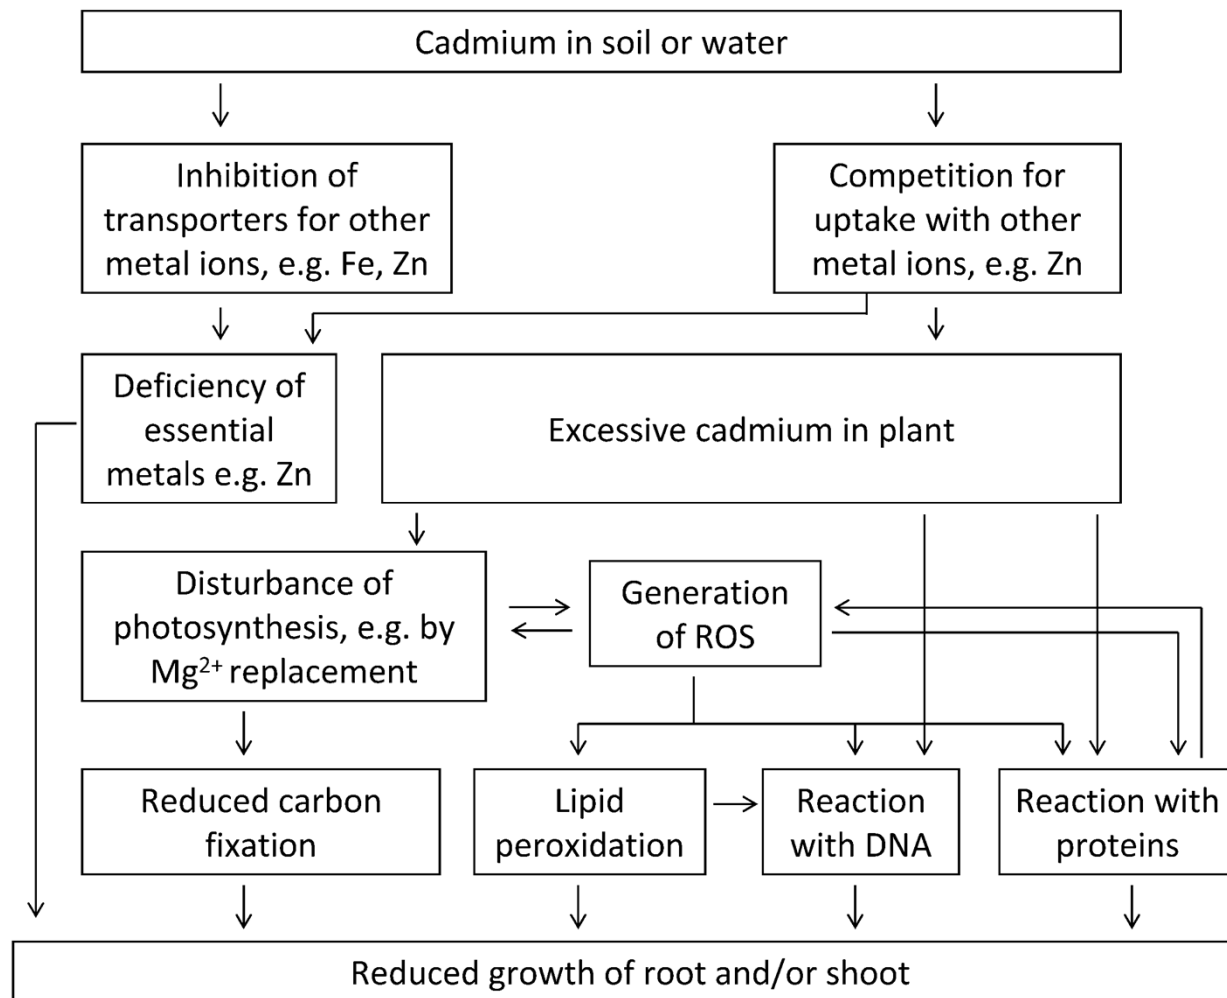 Cadmium in soil or water
Inhibition of
transporters for other
metal ions, e.g. Fe, Zn
Competition for
uptake with other
metal ions, e.g. Zn
Deficiency of
essential
metals e.g. Zn
Excessive cadmium in plant
Disturbance of
photosynthesis, e.g. by
Mg²⁺ replacement
Generation
of ROS
Reduced carbon
fixation
Lipid
peroxidation
Reaction
with DNA
Reaction with
proteins
Reduced growth of root and/or shoot